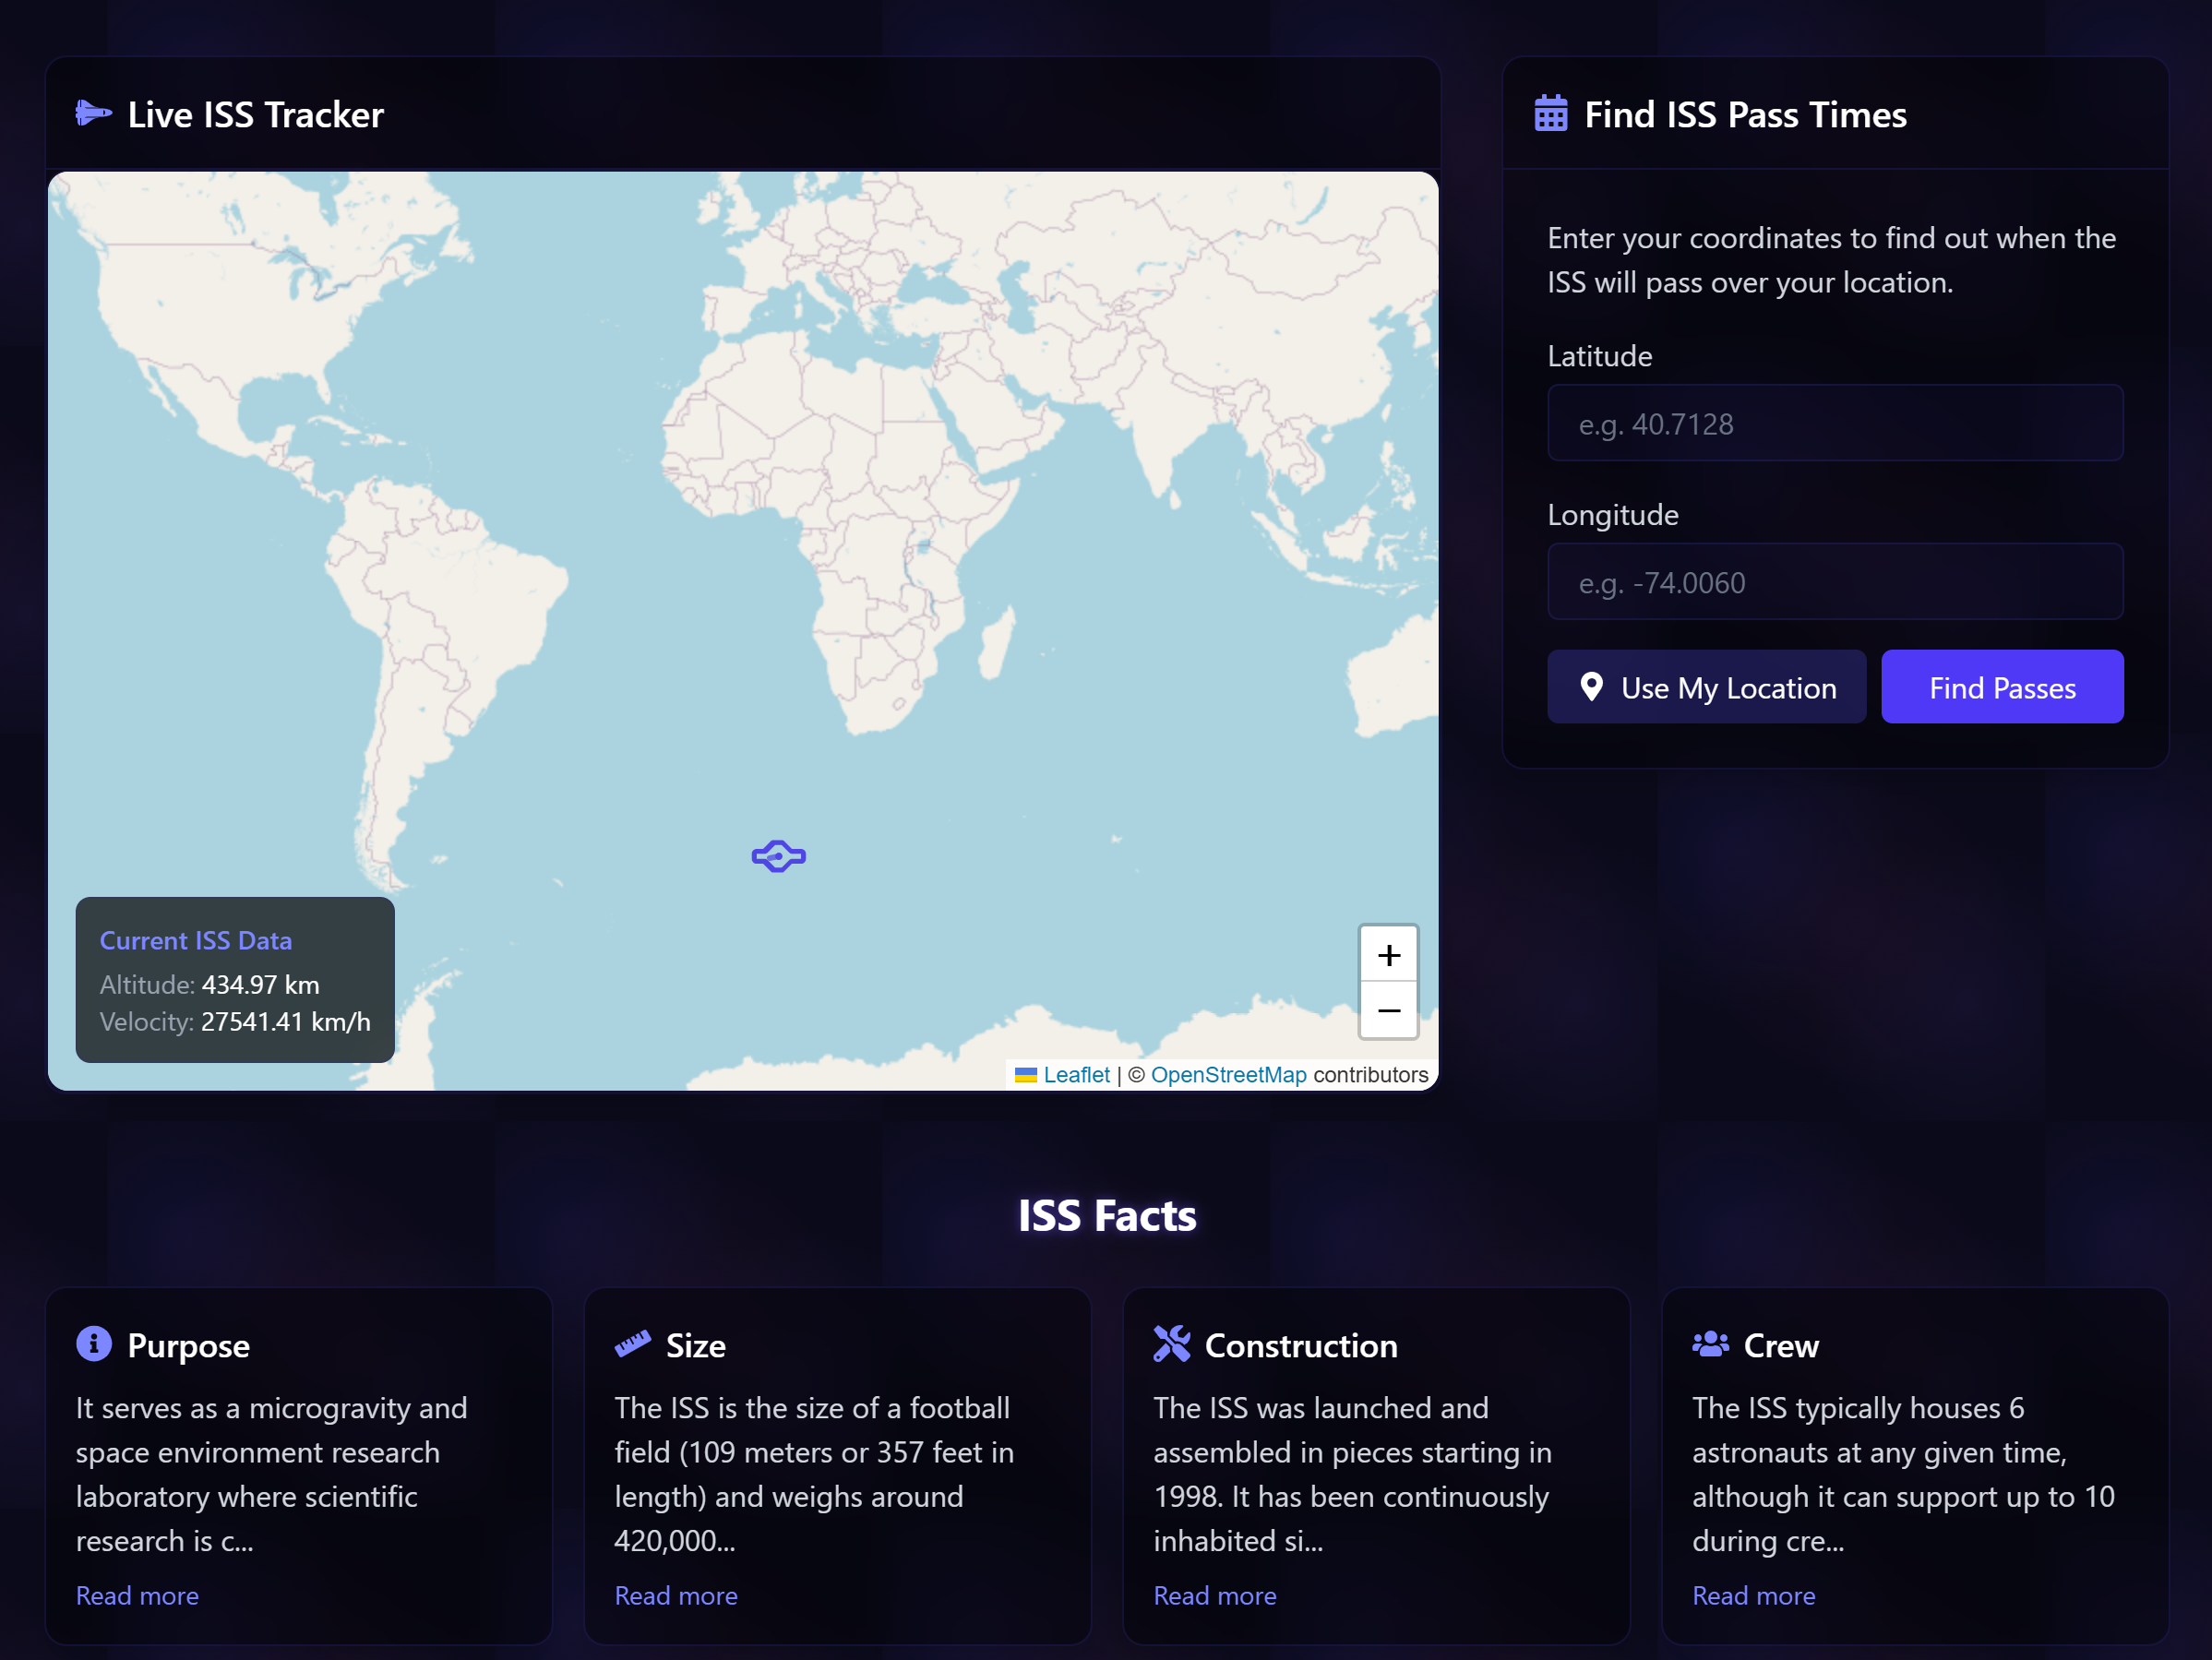 Live ISS Tracker
Current ISS Data
Altitude: 434.97 km
Velocity: 27541.41 km/h
+
−
Leaflet | © OpenStreetMap contributors
Find ISS Pass Times
Enter your coordinates to find out when the
ISS will pass over your location.
Latitude
e.g. 40.7128
Longitude
e.g. -74.0060
Use My Location
Find Passes
ISS Facts
Purpose
It serves as a microgravity and
space environment research
laboratory where scientific
research is c...
Read more
Size
The ISS is the size of a football
field (109 meters or 357 feet in
length) and weighs around
420,000...
Read more
Construction
The ISS was launched and
assembled in pieces starting in
1998. It has been continuously
inhabited si...
Read more
Crew
The ISS typically houses 6
astronauts at any given time,
although it can support up to 10
during cre...
Read more